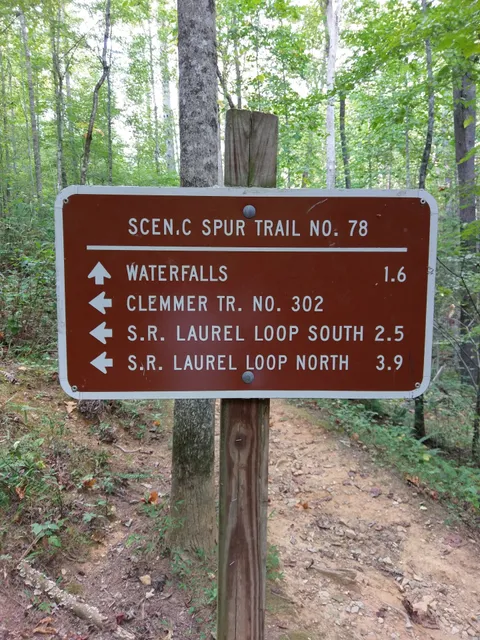 SCEN.C SPUR TRAIL NO. 78
WATERFALLS 1.6
CLEMMER TR. NO. 302
S.R. LAUREL LOOP SOUTH 2.5
S.R. LAUREL LOOP NORTH 3.9